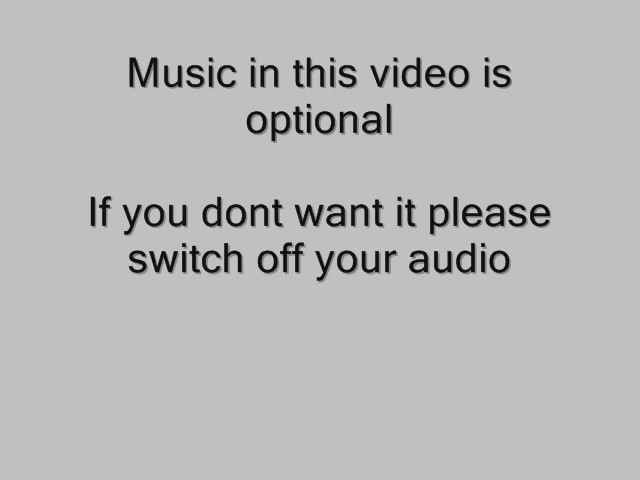 Music in this video is
optional
If you dont want it please
switch off your audio